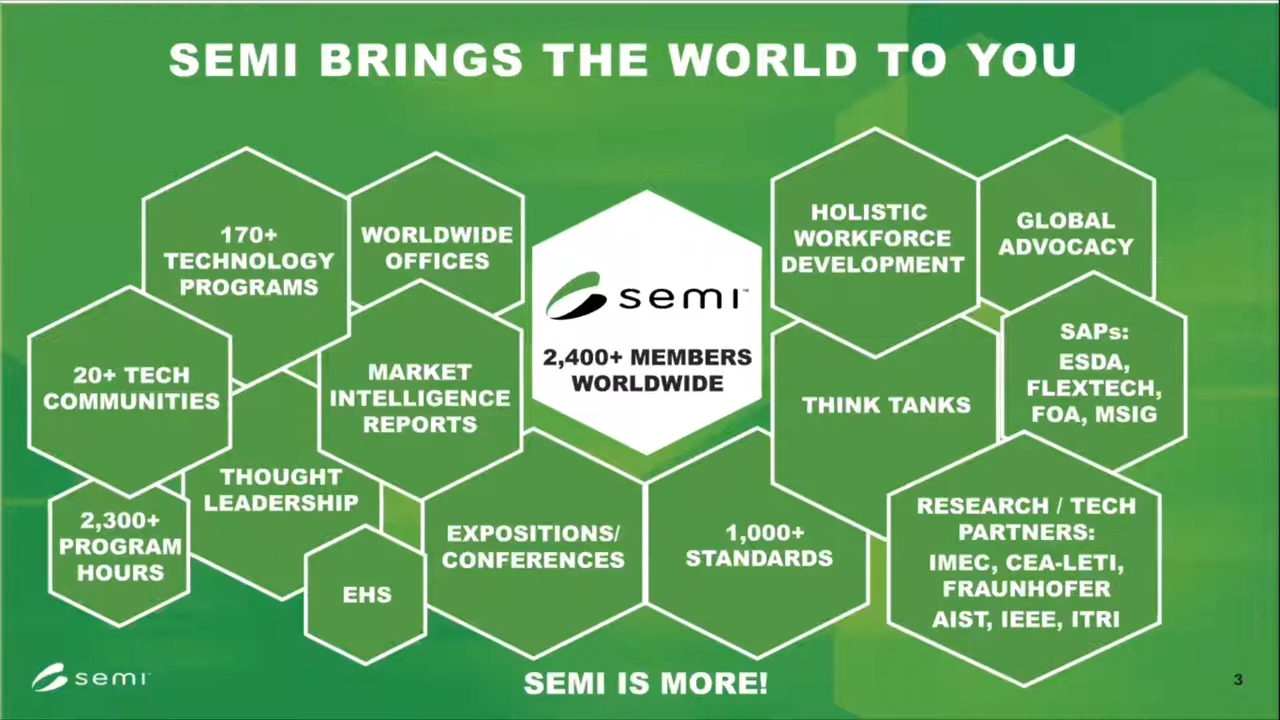 SEMI BRINGS THE WORLD TO YOU
170+
TECHNOLOGY
PROGRAMS
WORLDWIDE
OFFICES
semi™
2,400+ MEMBERS
WORLDWIDE
HOLISTIC
WORKFORCE
DEVELOPMENT
GLOBAL
ADVOCACY
20+ TECH
COMMUNITIES
MARKET
INTELLIGENCE
REPORTS
THINK TANKS
SAPs:
ESDA,
FLEXTECH,
FOA, MSIG
2,300+
PROGRAM
HOURS
THOUGHT
LEADERSHIP
EHS
EXPOSITIONS/
CONFERENCES
1,000+
STANDARDS
RESEARCH / TECH
PARTNERS:
IMEC, CEA-LETI,
FRAUNHOFER
AIST, IEEE, ITRI
semi
SEMI IS MORE!
3